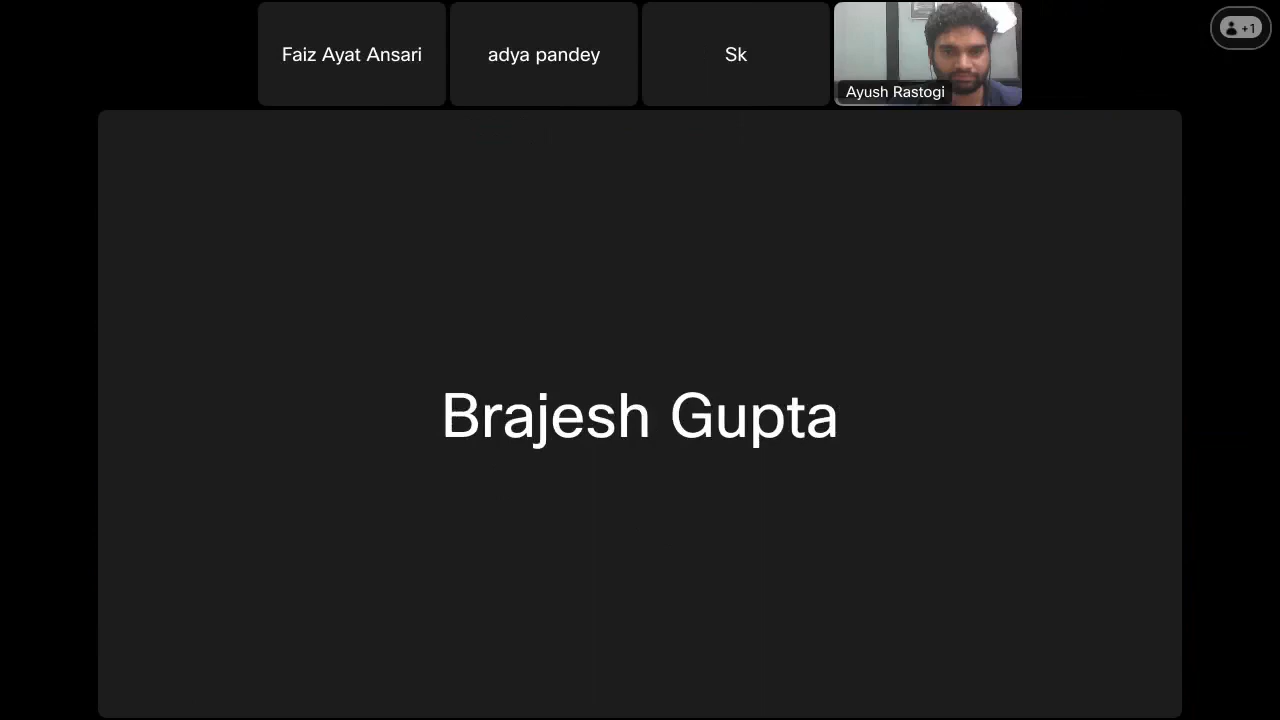 Faiz Ayat Ansari
adya pandey
Sk
Ayush Rastogi
+1
Brajesh Gupta